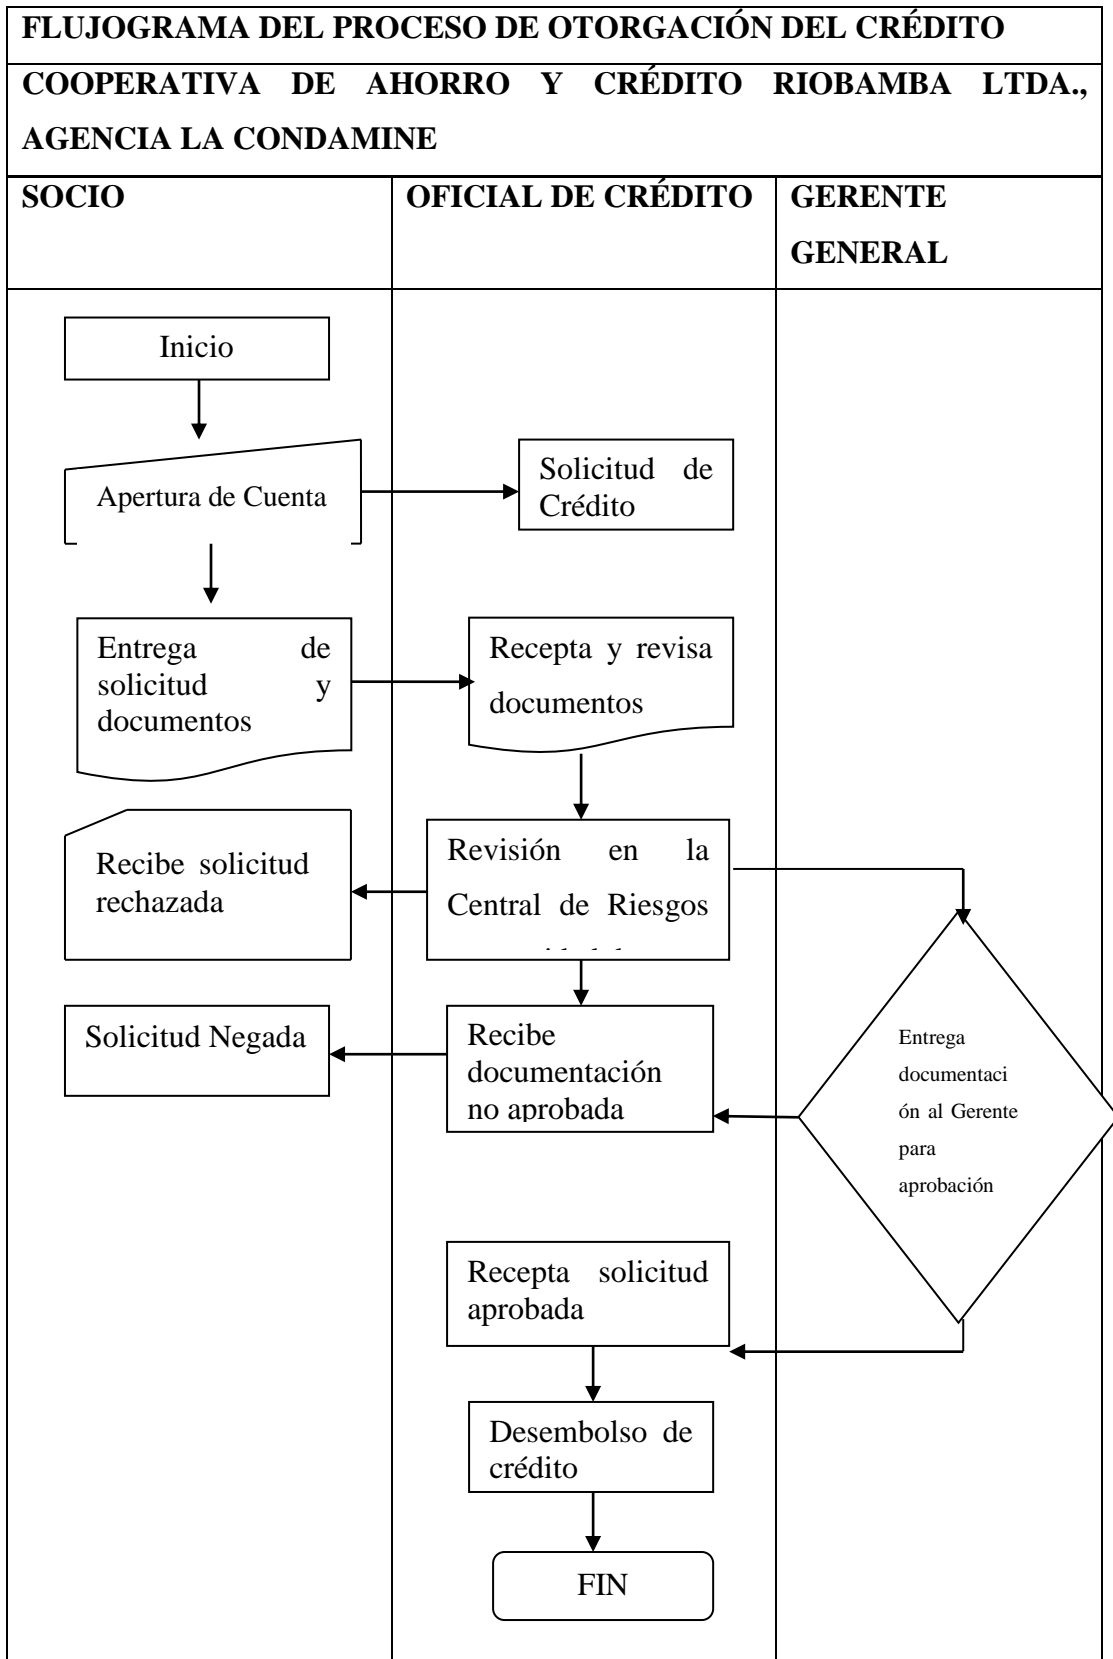 FLUJOGRAMA DEL PROCESO DE OTORGACIÓN DEL CRÉDITO
COOPERATIVA DE AHORRO Y CRÉDITO RIOBAMBA LTDA.,
AGENCIA LA CONDAMINE
SOCIO
OFICIAL DE CRÉDITO
GERENTE
GENERAL
Inicio
Apertura de Cuenta
Solicitud de
Crédito
Entrega de
solicitud y
documentos
Recepta y revisa
documentos
Recibe solicitud
rechazada
Revisión en la
Central de Riesgos
Solicitud Negada
Recibe
documentación
no aprobada
Entrega
documentaci
ón al Gerente
para
aprobación
Recepta solicitud
aprobada
Desembolso de
crédito
FIN